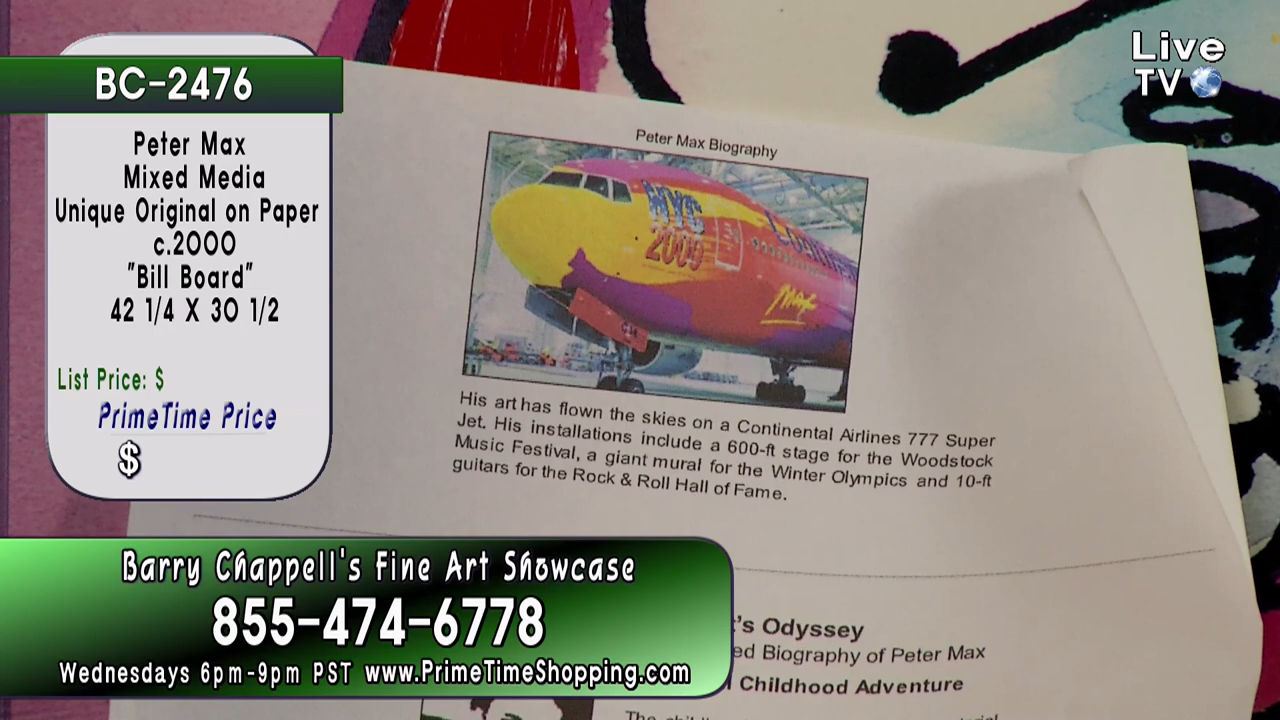 BC-2476
Peter Max
Mixed Media
Unique Original on Paper
c.2000
"Bill Board"
42 1/4 X 30 1/2
List Price: $
PrimeTime Price
$
Live
TV
Peter Max Biography
NYC
2000
Max
His art has flown the skies on a Continental Airlines 777 Super
Jet. His installations include a 600-ft stage for the Woodstock
Music Festival, a giant mural for the Winter Olympics and 10-ft
guitars for the Rock & Roll Hall of Fame.
's Odyssey
ed Biography of Peter Max
Childhood Adventure
Barry Chappell's Fine Art Showcase
855-474-6778
Wednesdays 6pm-9pm PST www.PrimeTimeShopping.com